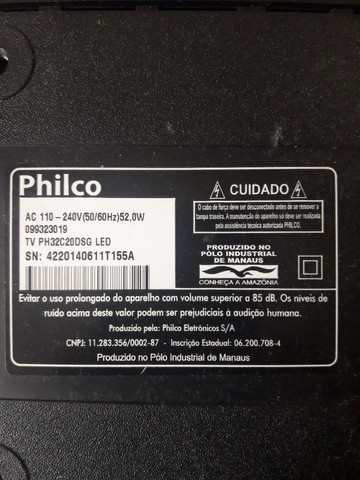 Philco
AC 110-240V(50/60Hz)52,0W
099323019
TV PH32C20DSG LED
SN: 4220140611T155A
CUIDADO
O cabo de força deve ser desconectado antes de se remover a
tampa traseira. A manutenção do aparelho só deve ser realizada
pela assistência técnica autorizada PHILCO.
PRODUZIDO NO
PÓLO INDUSTRIAL
DE MANAUS
CONHEÇA A AMAZÔNIA
Evitar o uso prolongado do aparelho com volume superior a 85 dB. Os níveis de
ruído acima deste valor podem ser prejudiciais à audição humana.
Produzido pela: Philco Eletrônicos S/A
CNPJ: 11.283.356/0002-87 - Inscrição Estadual: 06.200.708-4
Produzido no Pólo Industrial de Manaus